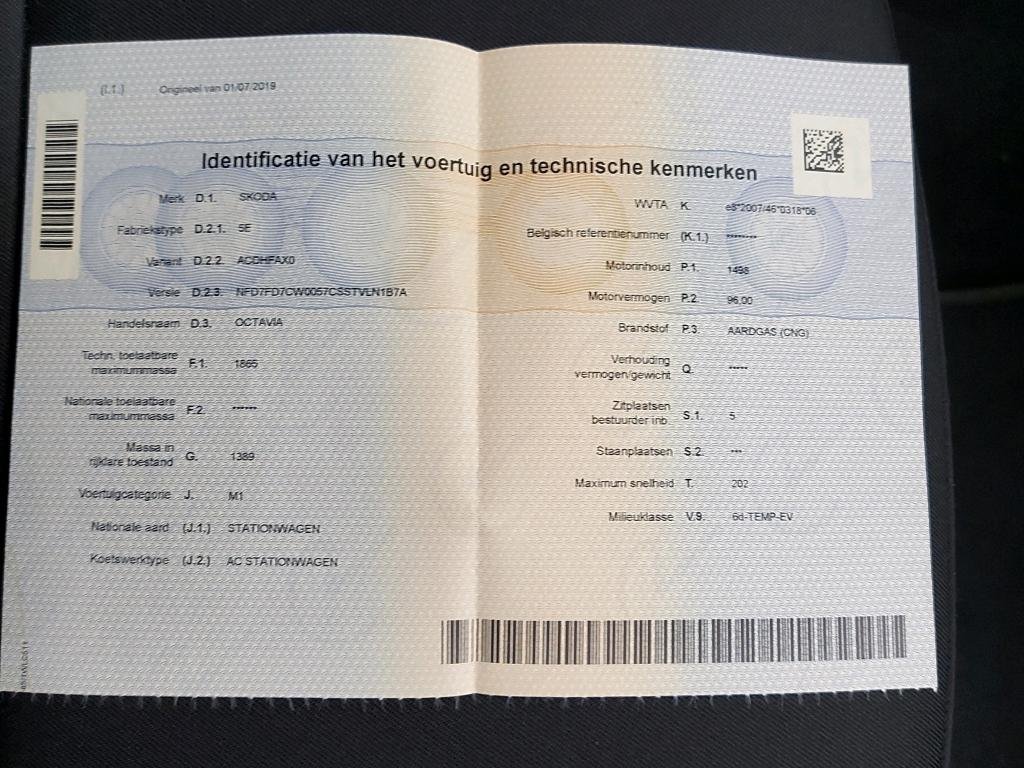 (I.1.) Origineel van 01/07/2019
Identificatie van het voertuig en technische kenmerken
Merk D.1. SKODA
Fabriekstype D.2.1. 5E
Variant D.2.2. ACDHFAX0
Versie D.2.3. NFD7FD7CW0057CSSTVLN1B7A
Handelsnaam D.3. OCTAVIA
Techn. toelaatbare
maximummassa F.1. 1865
Nationale toelaatbare
maximummassa F.2. ******
Massa in
rijklare toestand G. 1389
Voertuigcategorie J. M1
Nationale aard (J.1.) STATIONWAGEN
Koetswerktype (J.2.) AC STATIONWAGEN
WVTA K. e8*2007/46*0318*06
Belgisch referentienummer (K.1.) ********
Motorinhoud P.1. 1498
Motorvermogen P.2. 96,00
Brandstof P.3. AARDGAS (CNG)
Verhouding
vermogen/gewicht Q. *****
Zitplaatsen
bestuurder inb. S.1. 5
Staanplaatsen S.2. ***
Maximum snelheid T. 202
Milieuklasse V.9. 6d-TEMP-EV